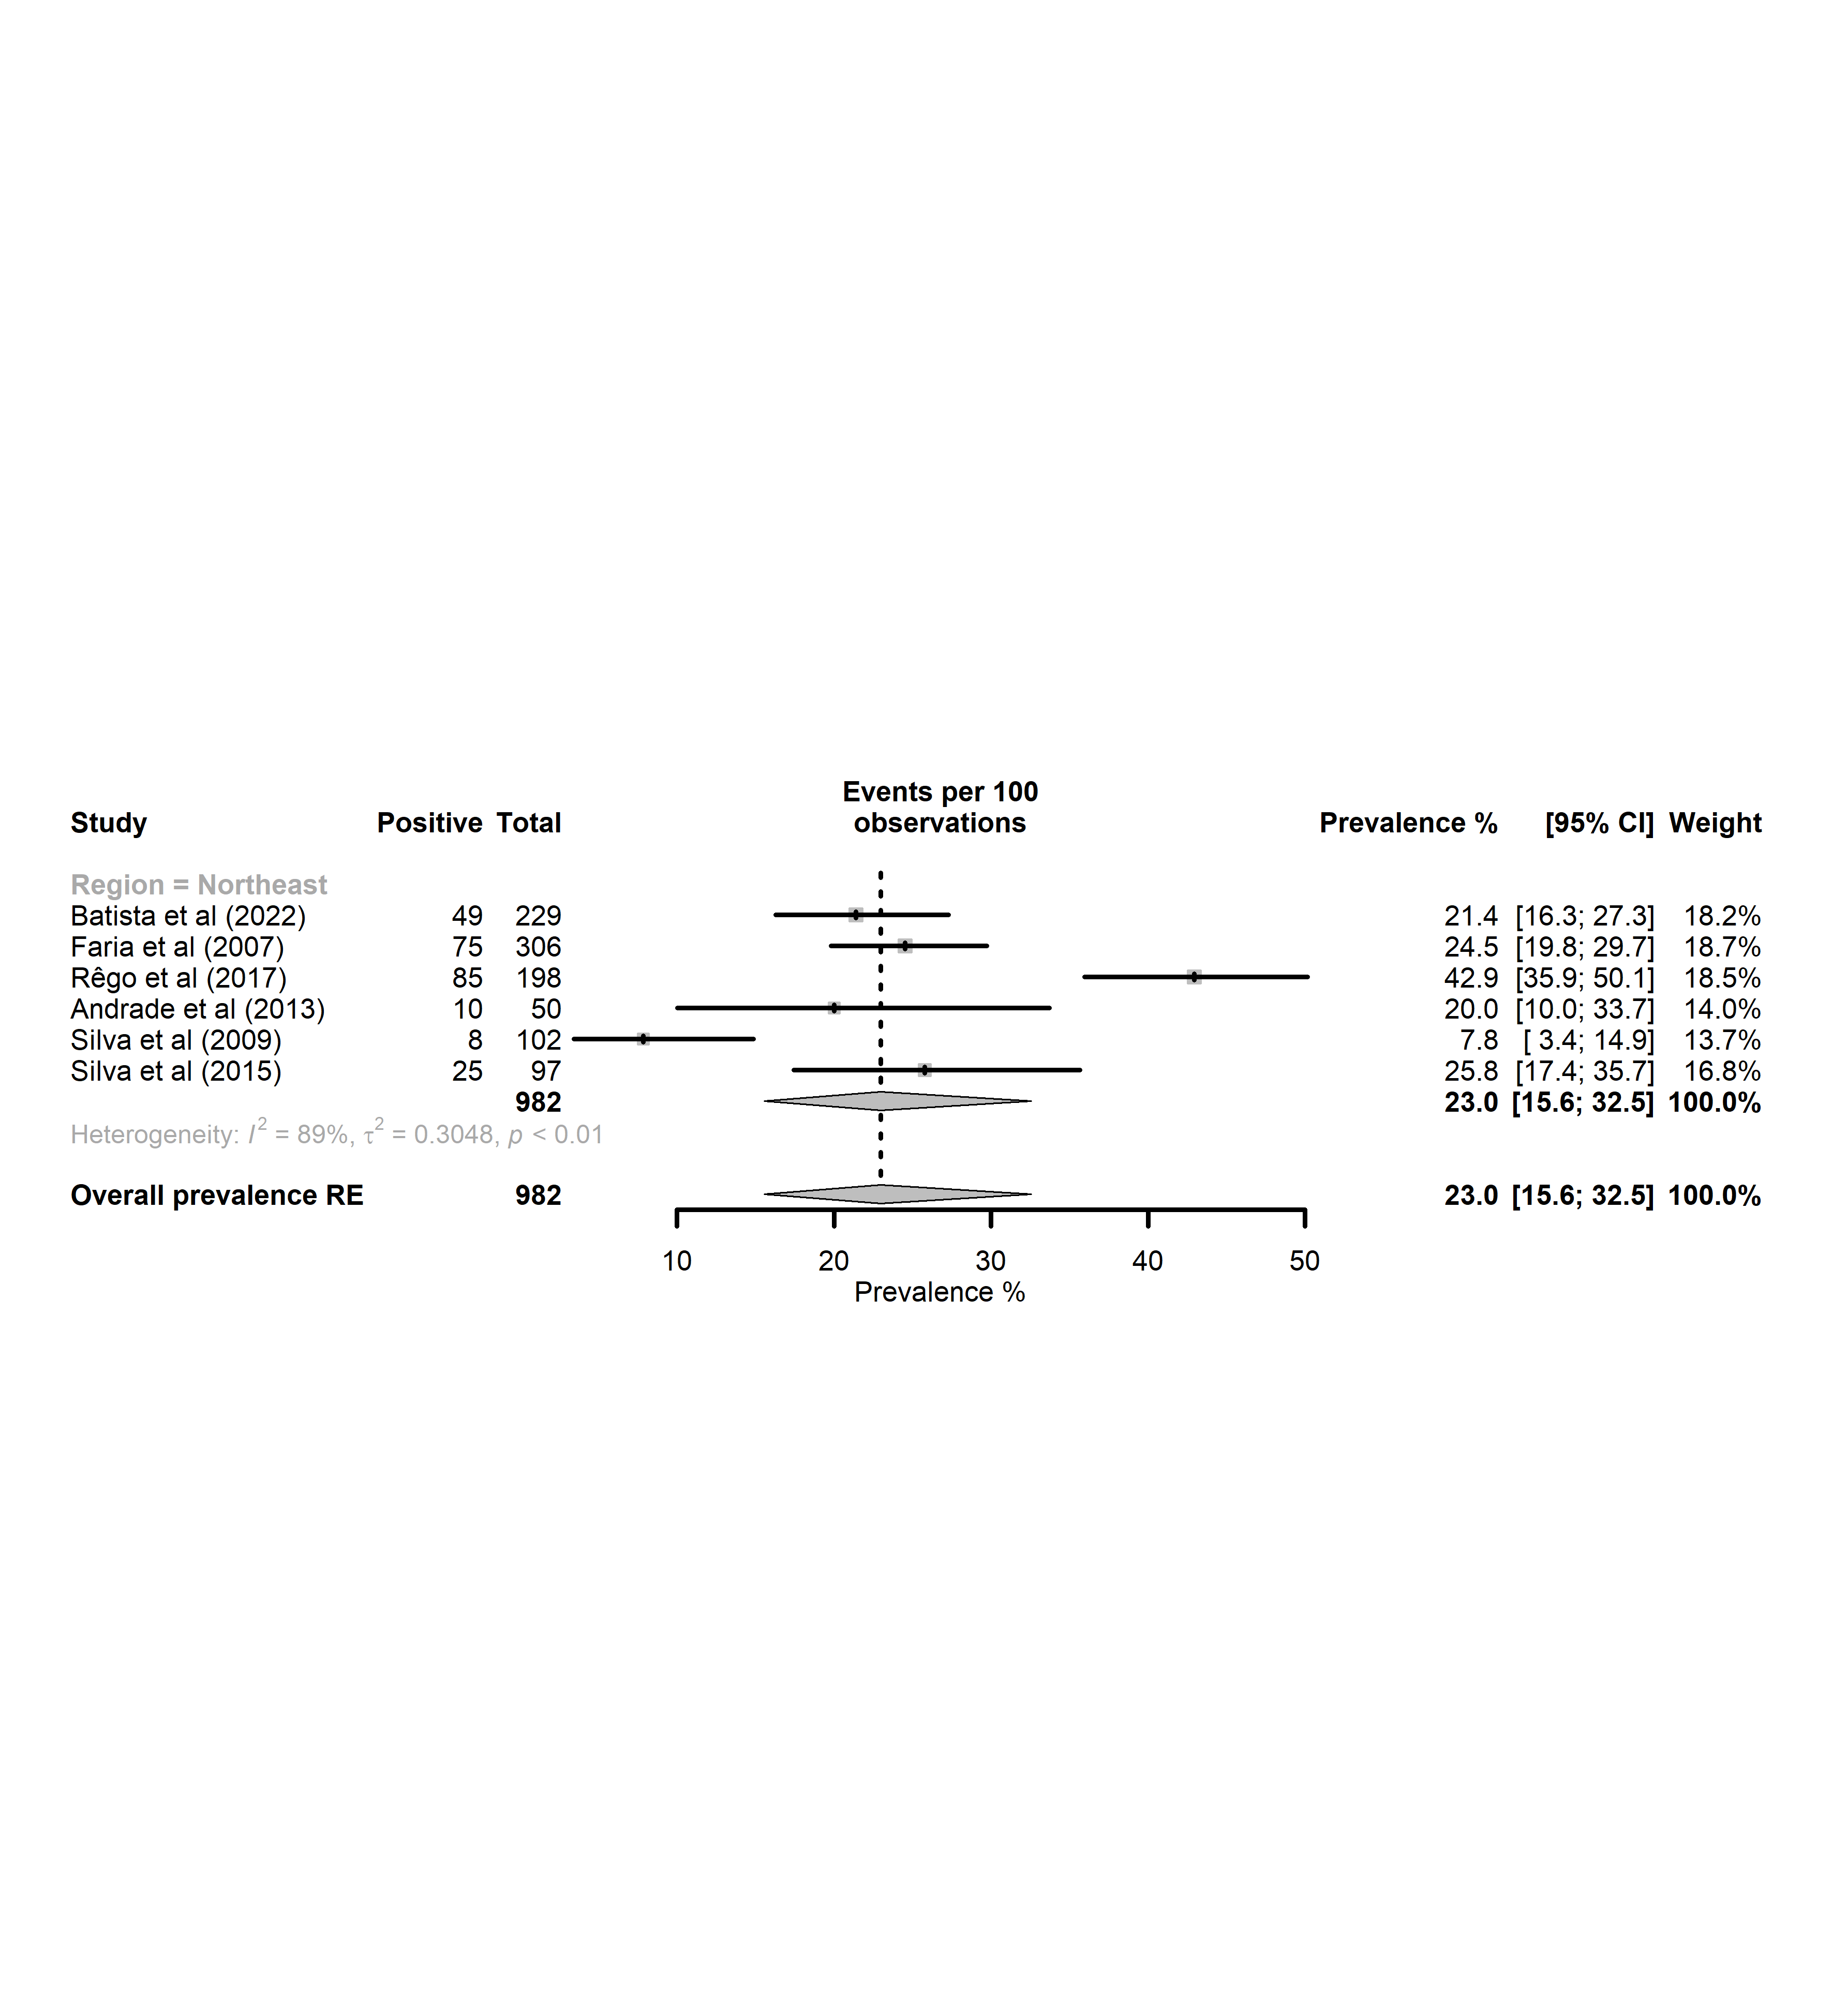 Events per 100
Study Positive Total observations Prevalence % [95% CI] Weight
Region = Northeast
Batista et al (2022) 49 229 21.4 [16.3; 27.3] 18.2%
Faria et al (2007) 75 306 24.5 [19.8; 29.7] 18.7%
Rêgo et al (2017) 85 198 42.9 [35.9; 50.1] 18.5%
Andrade et al (2013) 10 50 20.0 [10.0; 33.7] 14.0%
Silva et al (2009) 8 102 7.8 [ 3.4; 14.9] 13.7%
Silva et al (2015) 25 97 25.8 [17.4; 35.7] 16.8%
982 23.0 [15.6; 32.5] 100.0%
Heterogeneity: I² = 89%, τ² = 0.3048, p < 0.01
Overall prevalence RE 982 23.0 [15.6; 32.5] 100.0%
10 20 30 40 50
Prevalence %